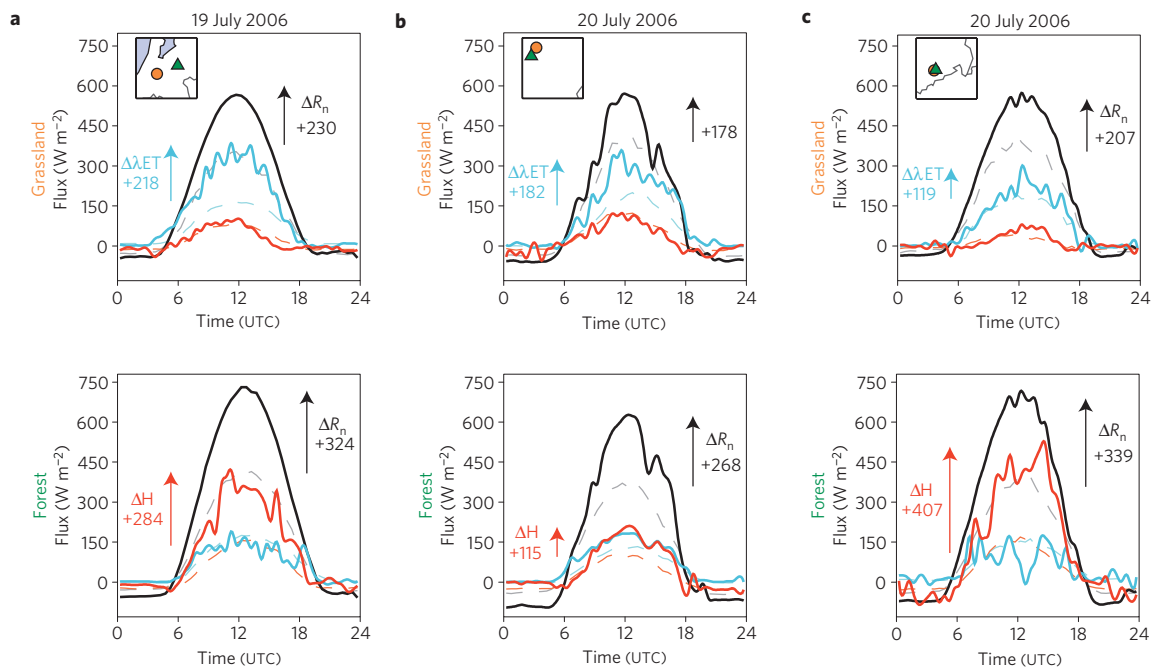 a
19 July 2006
Grassland
Flux (W m−2)
750
600
450
300
150
0
ΔRn
+230
ΔλET
+218
0 6 12 18 24
Time (UTC)
b
20 July 2006
750
600
450
300
150
0
+178
ΔλET
+182
0 6 12 18 24
Time (UTC)
c
20 July 2006
Grassland
Flux (W m−2)
750
600
450
300
150
0
ΔRn
+207
ΔλET
+119
0 6 12 18 24
Time (UTC)
Forest
Flux (W m−2)
750
600
450
300
150
0
ΔRn
+324
ΔH
+284
0 6 12 18 24
Time (UTC)
Forest
Flux (W m−2)
750
600
450
300
150
0
ΔRn
+268
ΔH
+115
0 6 12 18 24
Time (UTC)
Forest
Flux (W m−2)
750
600
450
300
150
0
ΔRn
+339
ΔH
+407
0 6 12 18 24
Time (UTC)